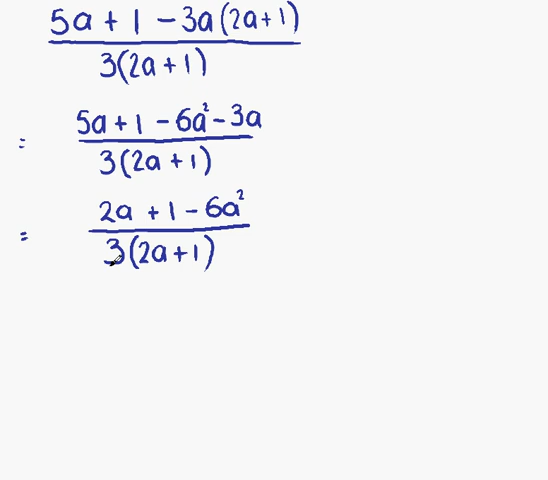 5a + 1 - 3a(2a+1)
3(2a+1)
= 5a + 1 - 6a² - 3a
3(2a+1)
= 2a + 1 - 6a²
3(2a+1)